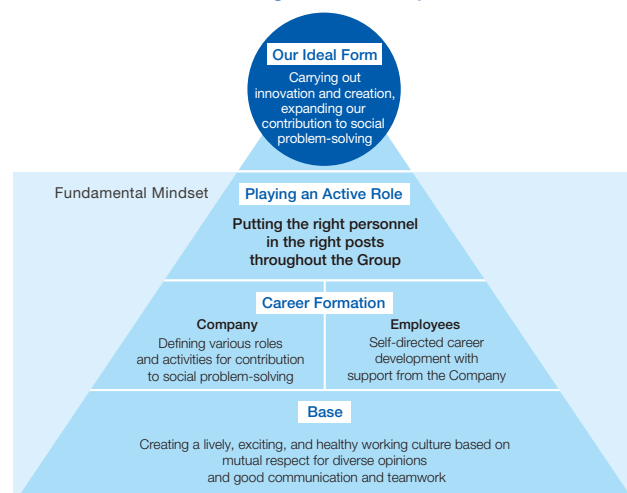 Our Ideal Form
Carrying out
innovation and creation,
expanding our
contribution to social
problem-solving
Fundamental Mindset
Playing an Active Role
Putting the right personnel
in the right posts
throughout the Group
Career Formation
Company
Defining various roles
and activities for contribution
to social problem-solving
Employees
Self-directed career
development with
support from the Company
Base
Creating a lively, exciting, and healthy working culture based on
mutual respect for diverse opinions
and good communication and teamwork